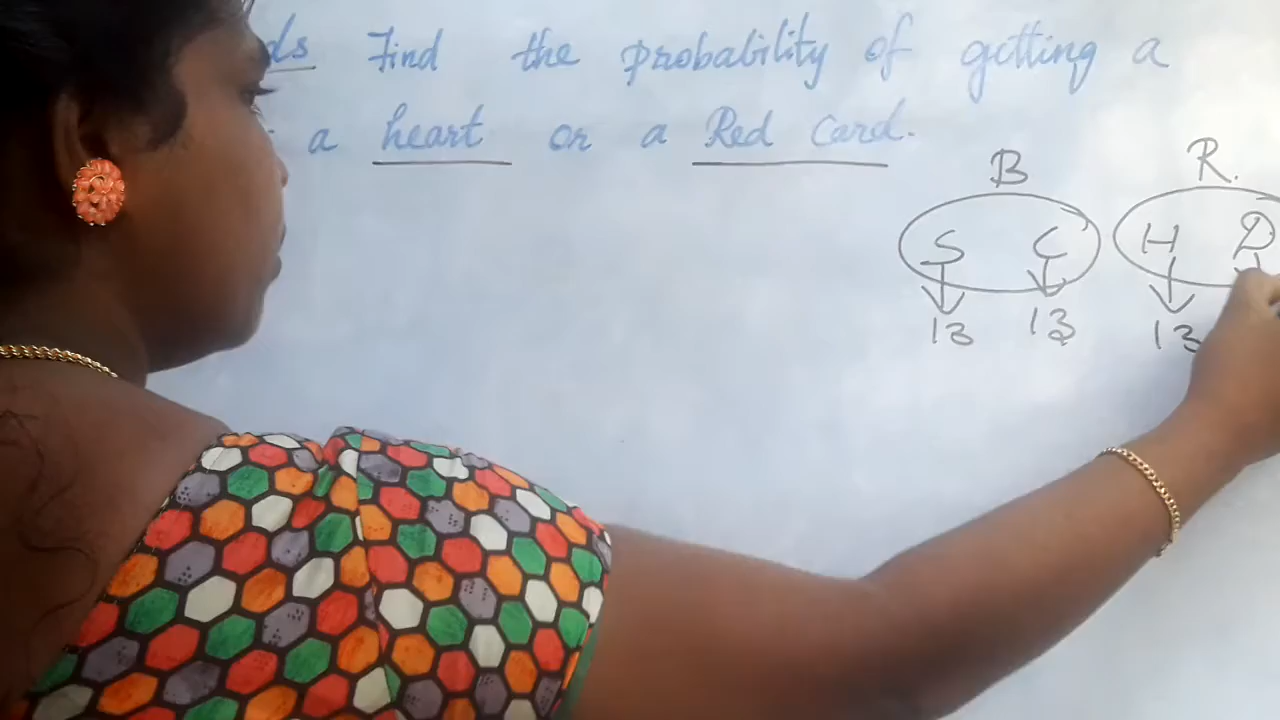 ds Find the probability of getting a
a heart or a Red Card.
B R.
S C H D
13 13 13